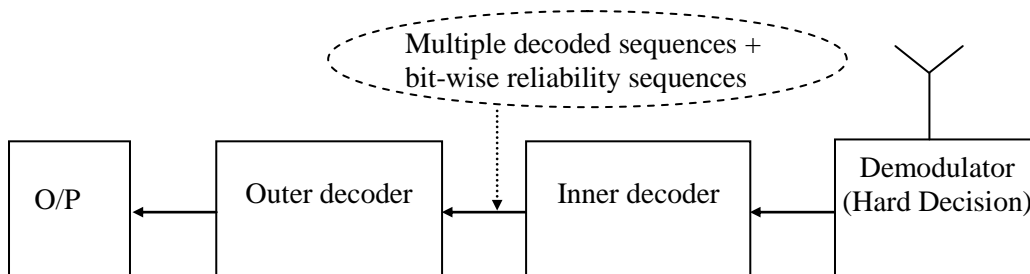 Multiple decoded sequences +
bit-wise reliability sequences
O/P
Outer decoder
Inner decoder
Demodulator
(Hard Decision)